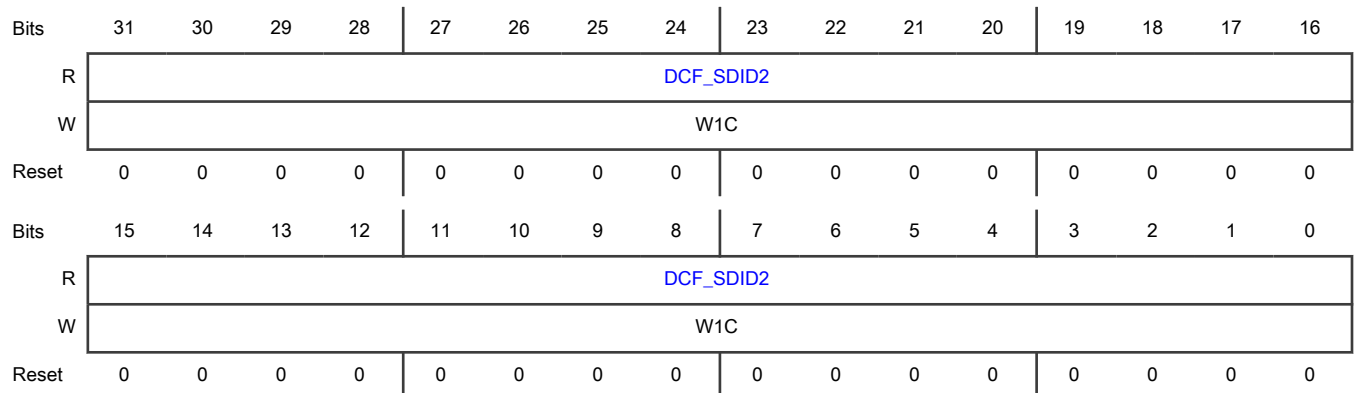 Bits 31 30 29 28 27 26 25 24 23 22 21 20 19 18 17 16
R DCF_SDID2
W W1C
Reset 0 0 0 0 0 0 0 0 0 0 0 0 0 0 0 0
Bits 15 14 13 12 11 10 9 8 7 6 5 4 3 2 1 0
R DCF_SDID2
W W1C
Reset 0 0 0 0 0 0 0 0 0 0 0 0 0 0 0 0